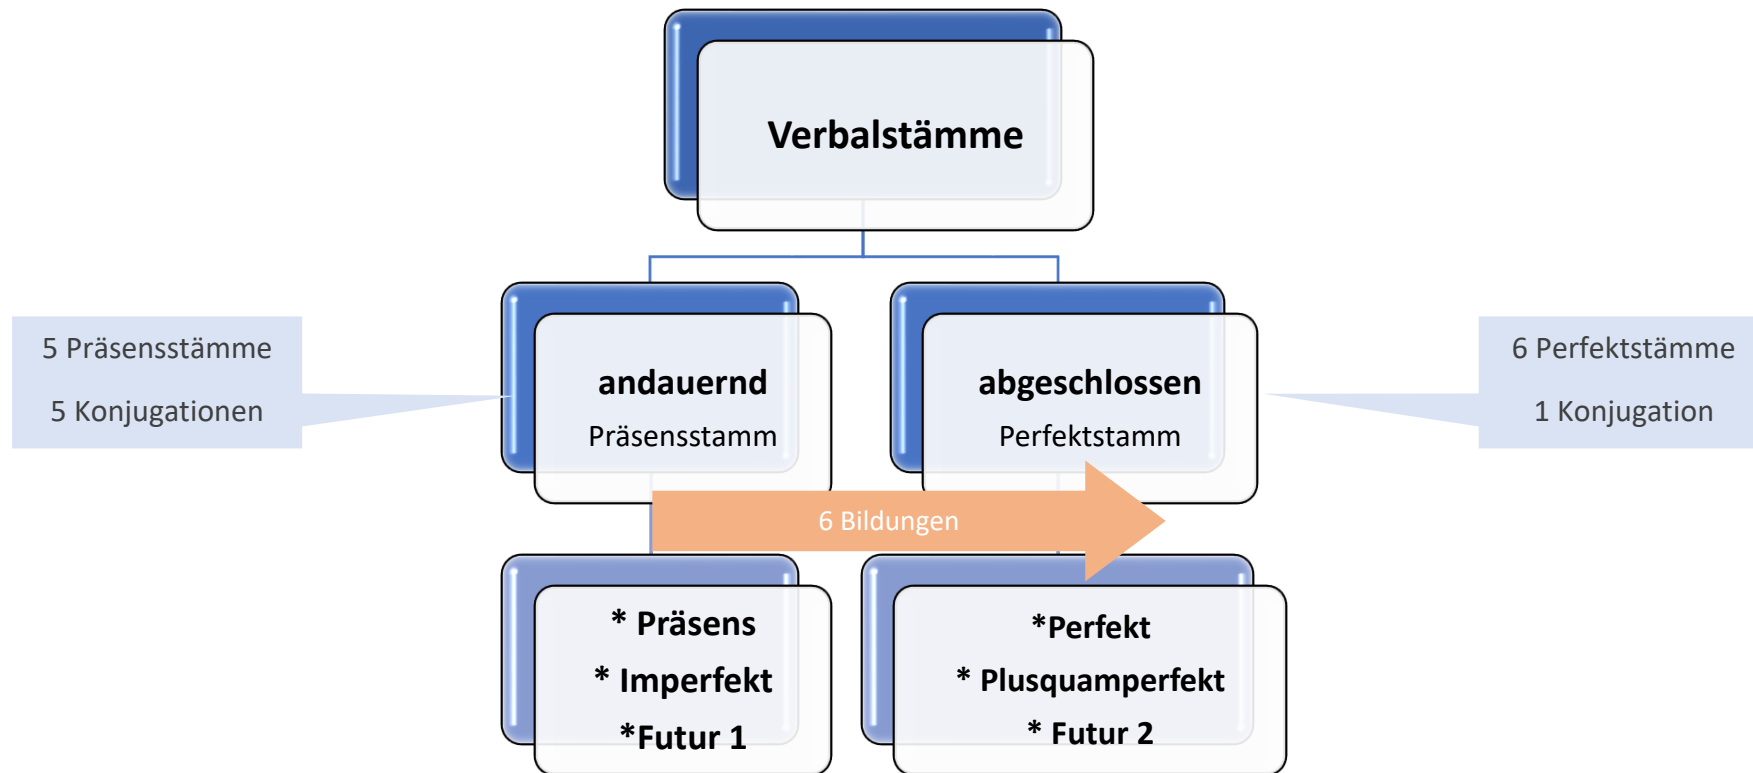 Verbalstämme
5 Präsensstämme
5 Konjugationen
andauernd
Präsensstamm
abgeschlossen
Perfektstamm
6 Perfektstämme
1 Konjugation
6 Bildungen
* Präsens
* Imperfekt
*Futur 1
*Perfekt
* Plusquamperfekt
* Futur 2